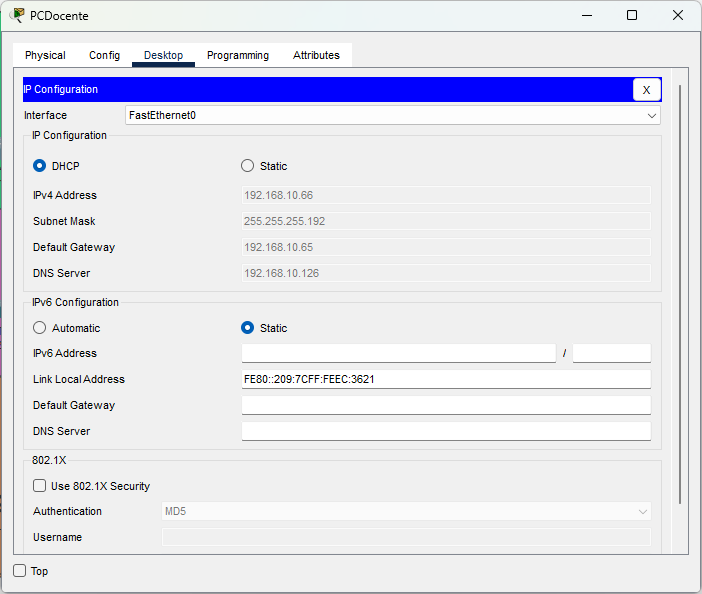 PCDocente
Physical Config Desktop Programming Attributes
IP Configuration X
Interface FastEthernet0
IP Configuration
DHCP Static
IPv4 Address 192.168.10.66
Subnet Mask 255.255.255.192
Default Gateway 192.168.10.65
DNS Server 192.168.10.126
IPv6 Configuration
Automatic Static
IPv6 Address /
Link Local Address FE80::209:7CFF:FEEC:3621
Default Gateway
DNS Server
802.1X
Use 802.1X Security
Authentication MD5
Username
Top